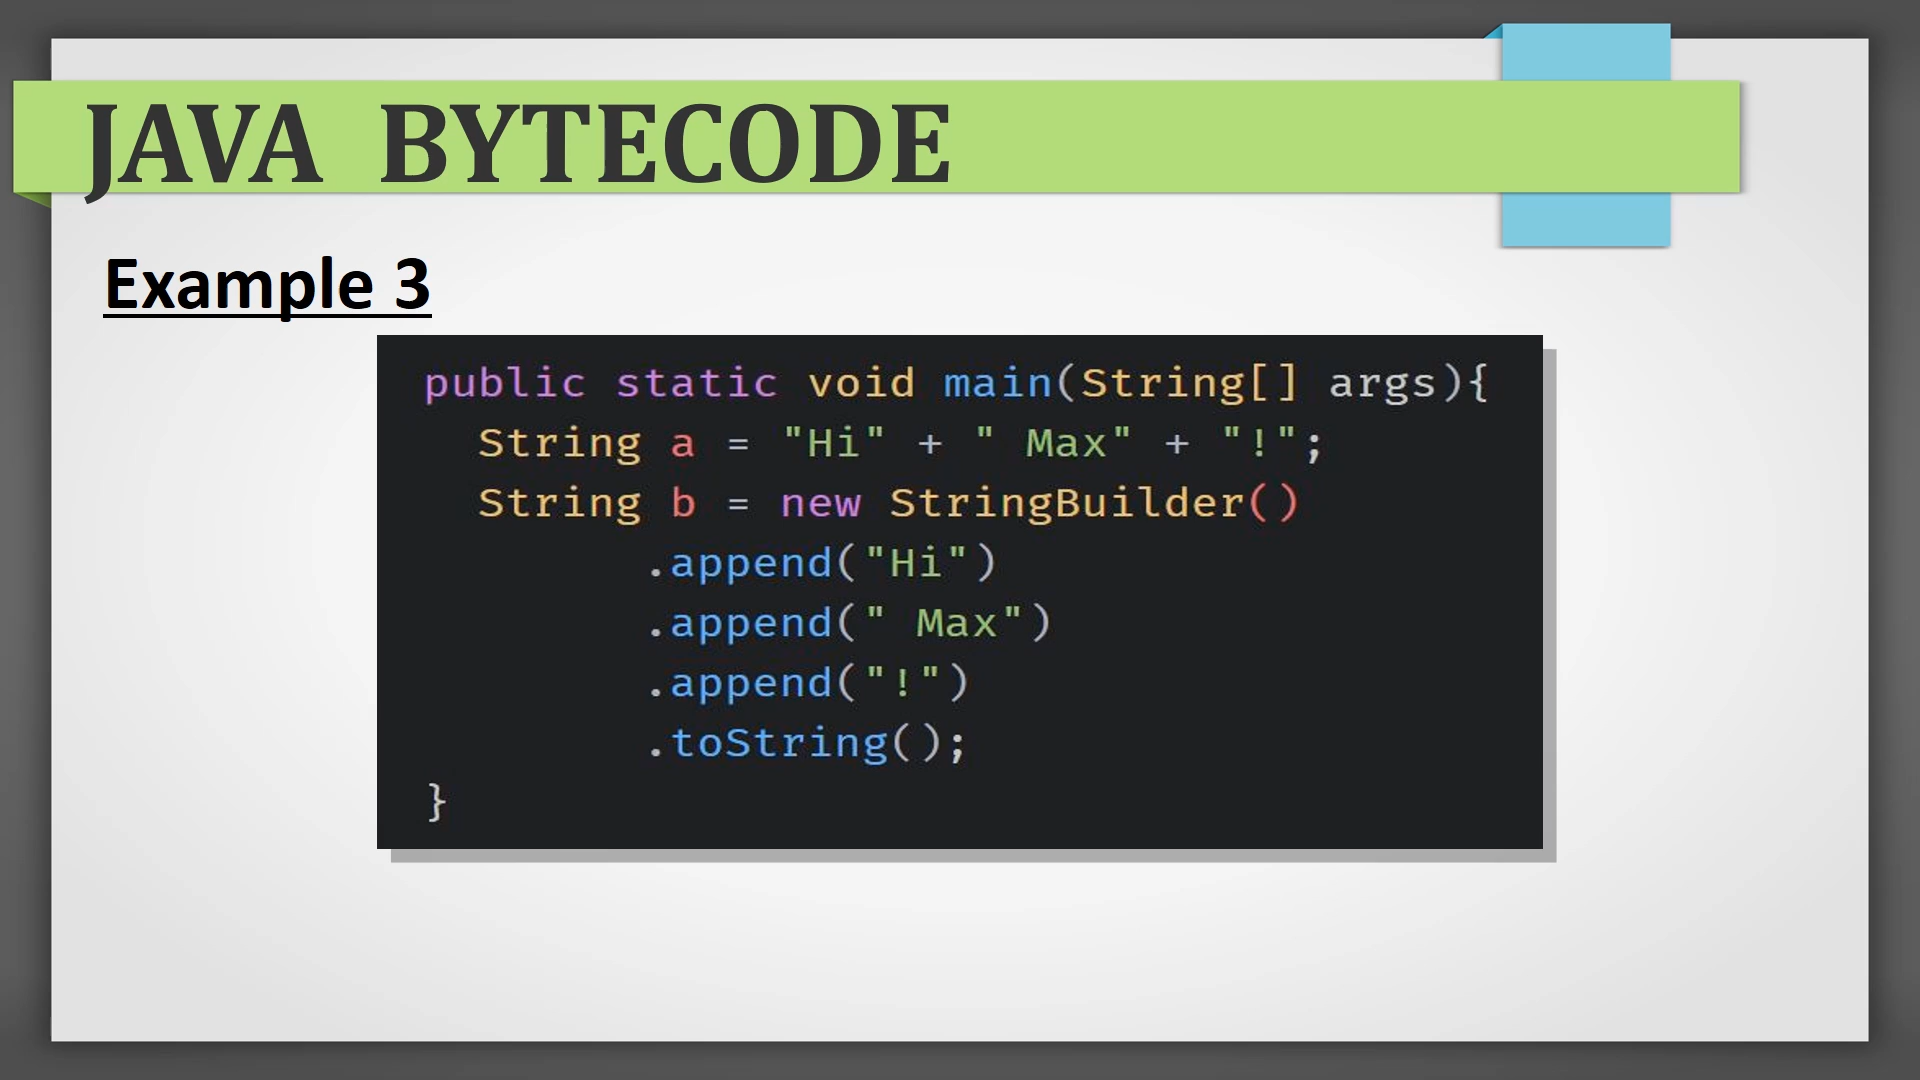 JAVA BYTECODE
Example 3
public static void main(String[] args){
String a = "Hi" + " Max" + "!";
String b = new StringBuilder()
.append("Hi")
.append(" Max")
.append("!")
.toString();
}